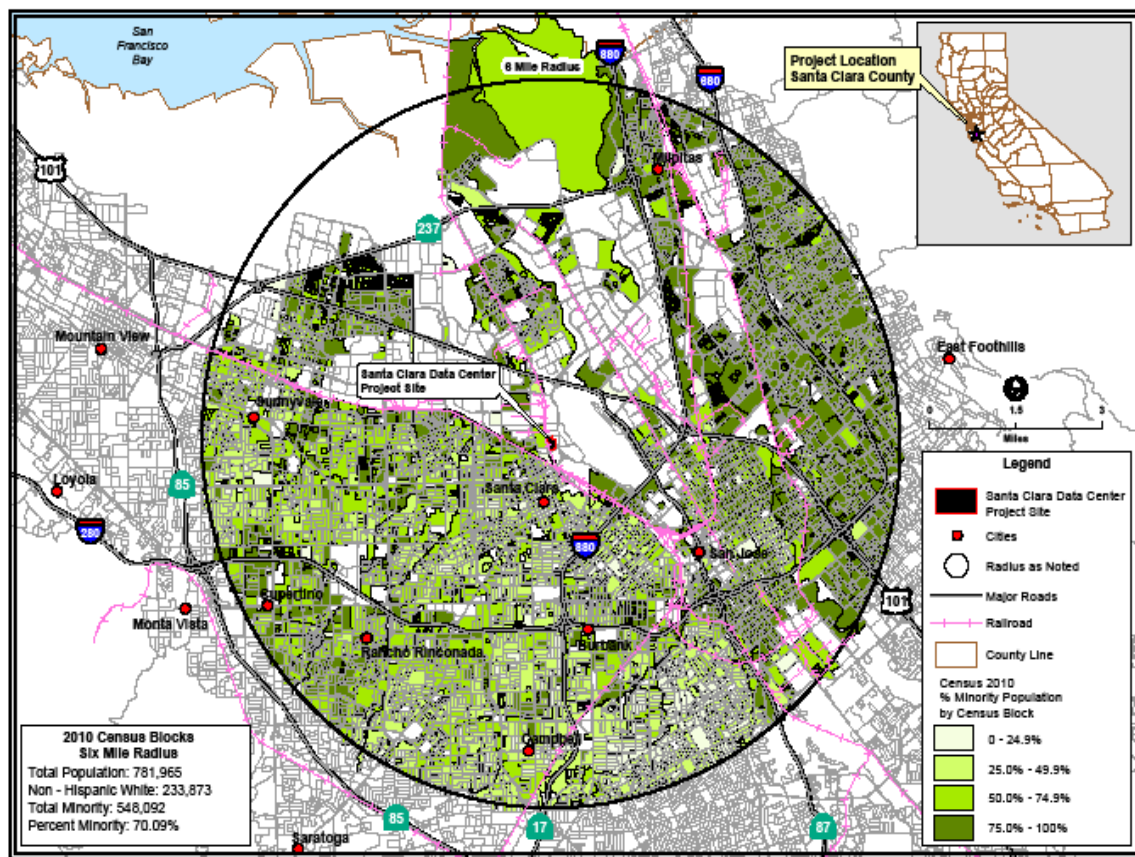 San
Francisco
Bay
6 Mile Radius
880
680
Project Location
Santa Clara County
101
Milpitas
237
Mountain View
East Foothills
Santa Clara Data Center
Project Site
Sunnyvale
0
1.5
3
Miles
Loyola
85
Santa Clara
280
880
San Jose
101
Cupertino
Monta Vista
Rancho Rinconada
Burbank
Campbell
85
17
87
Saratoga
2010 Census Blocks
Six Mile Radius
Total Population: 781,965
Non - Hispanic White: 233,873
Total Minority: 548,092
Percent Minority: 70.09%
Legend
Santa Clara Data Center
Project Site
Cities
Radius as Noted
Major Roads
Railroad
County Line
Census 2010
% Minority Population
by Census Block
0 - 24.9%
25.0% - 49.9%
50.0% - 74.9%
75.0% - 100%